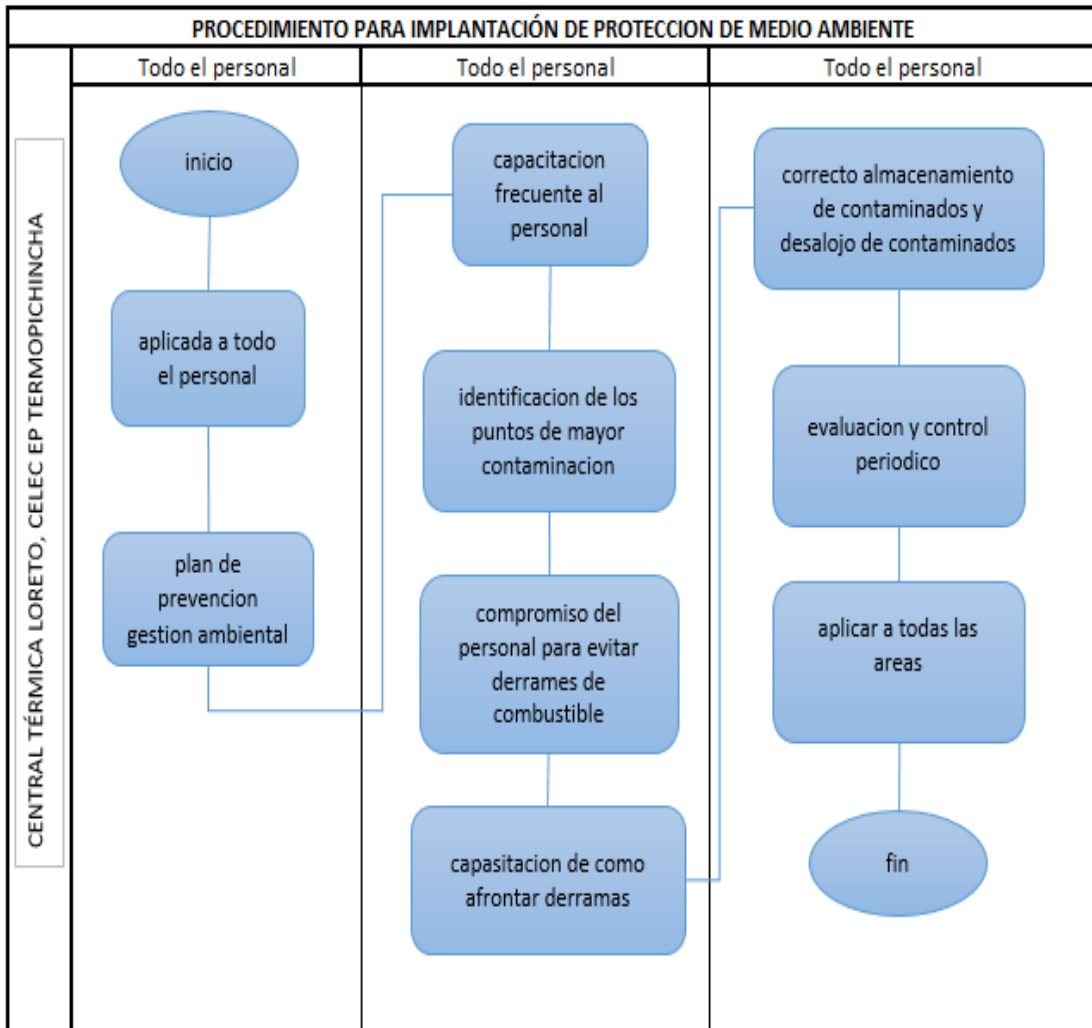 PROCEDIMIENTO PARA IMPLANTACIÓN DE PROTECCION DE MEDIO AMBIENTE
CENTRAL TÉRMICA LORETO, CELEC EP TERMOPICHINCHA
Todo el personal
inicio
aplicada a todo
el personal
plan de
prevencion
gestion ambiental
Todo el personal
capacitacion
frecuente al
personal
identificacion de los
puntos de mayor
contaminacion
compromiso del
personal para evitar
derrames de
combustible
capasitacion de como
afrontar derramas
Todo el personal
correcto almacenamiento
de contaminados y
desalojo de contaminados
evaluacion y control
periodico
aplicar a todas las
areas
fin